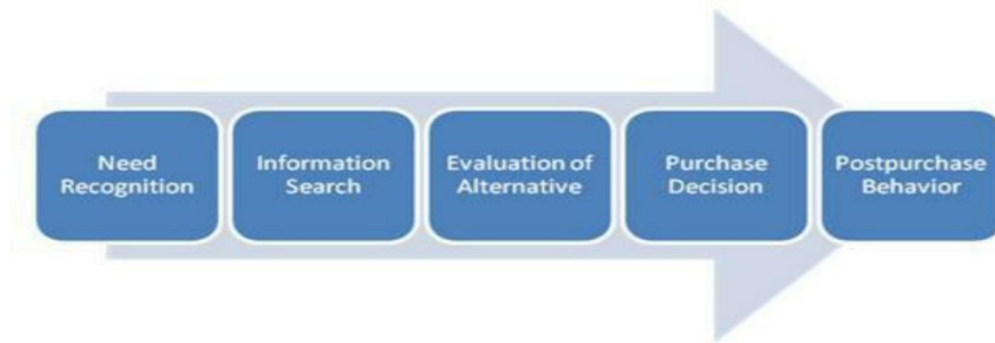 Need
Recognition
Information
Search
Evaluation of
Alternative
Purchase
Decision
Postpurchase
Behavior